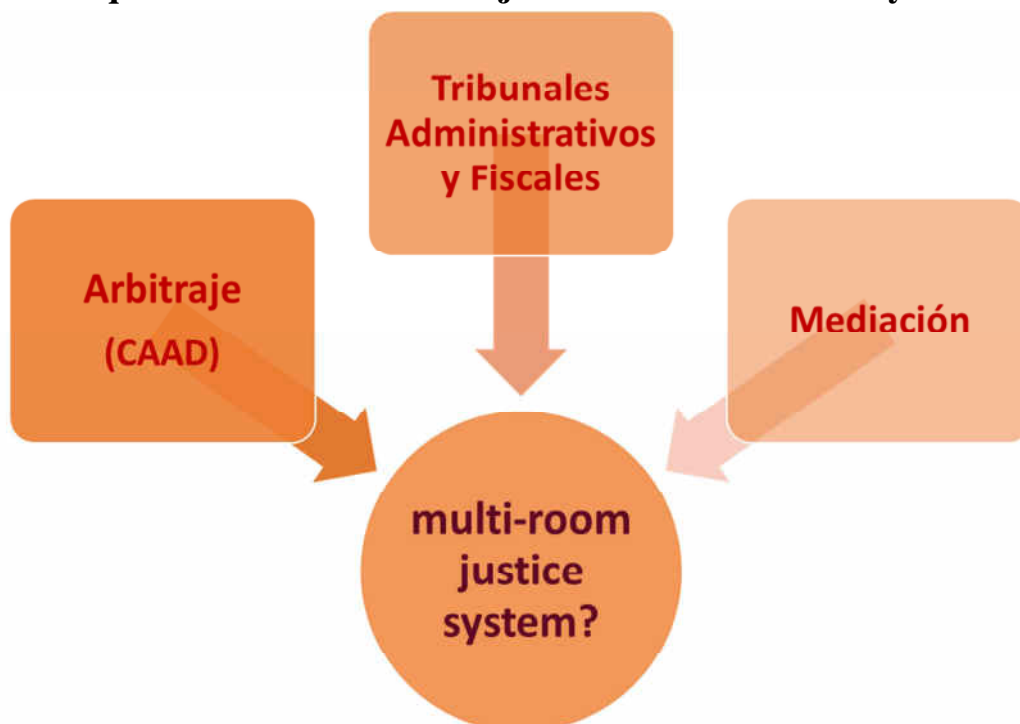 Tribunales
Administrativos
y Fiscales
Arbitraje
(CAAD)
Mediación
multi-room
justice
system?